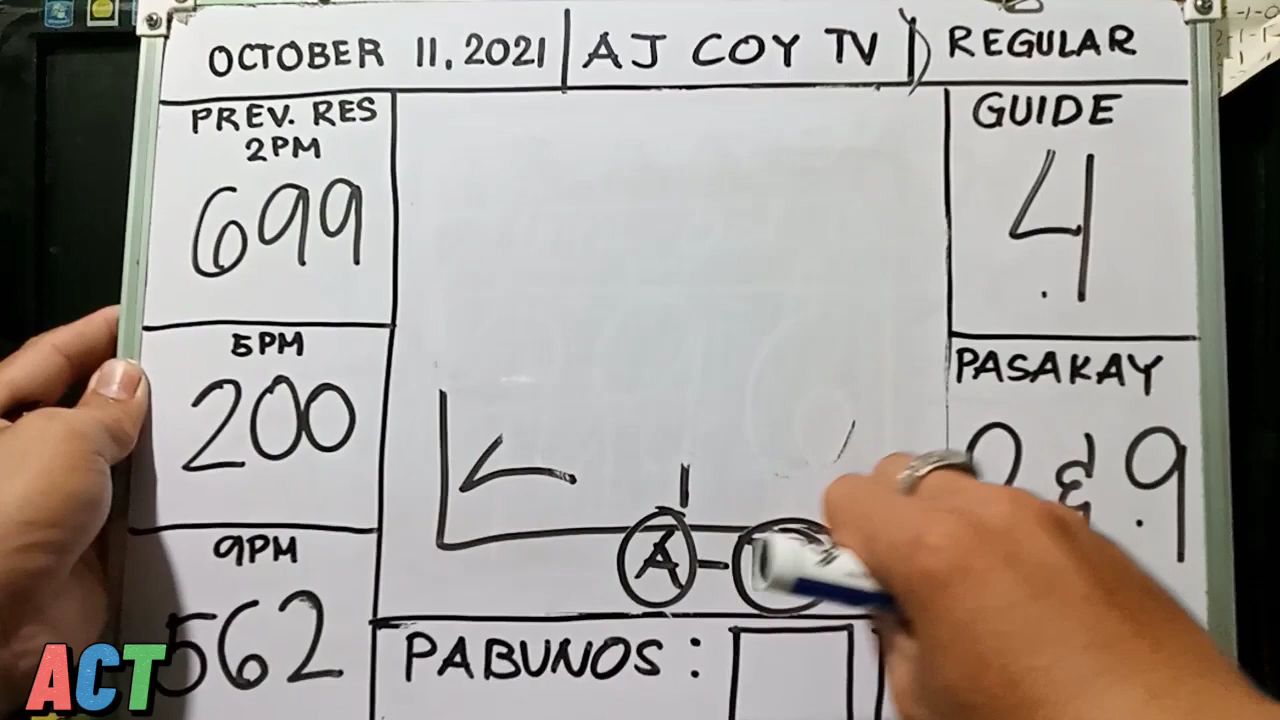 OCTOBER 11, 2021 | AJ COY TV REGULAR
PREV. RES
2PM
699
5PM
200
9PM
562
GUIDE
4
PASAKAY
& 9
A -
PABUNOS:
ACT